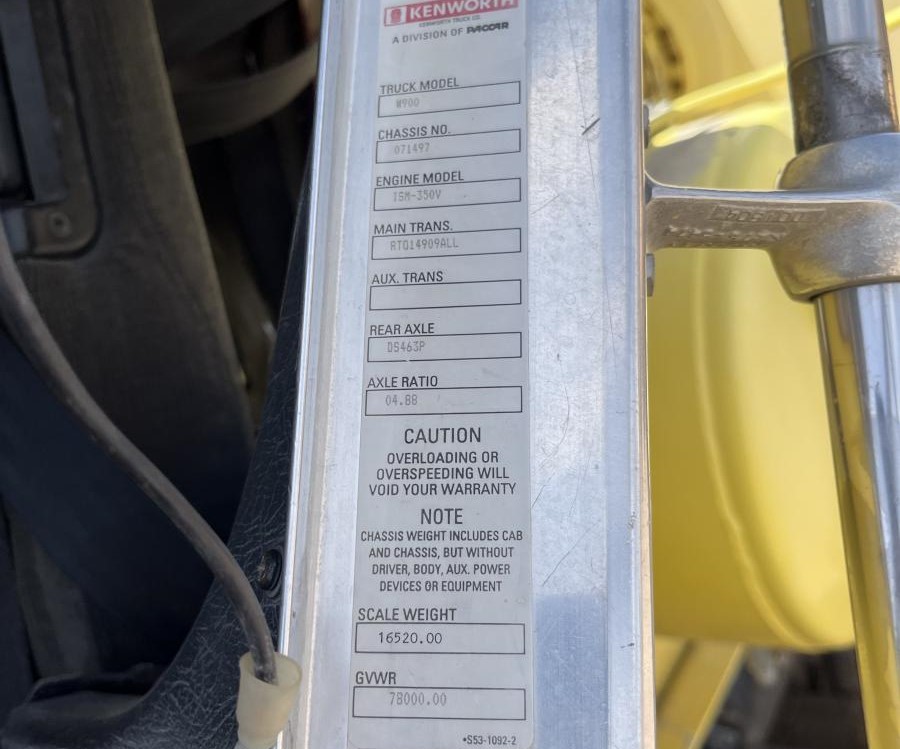 KENWORTH
KENWORTH TRUCK CO.
A DIVISION OF PACCAR
TRUCK MODEL
W900
CHASSIS NO.
071497
ENGINE MODEL
ISM-350V
MAIN TRANS.
RTO14909ALL
AUX. TRANS
REAR AXLE
DS463P
AXLE RATIO
04.88
CAUTION
OVERLOADING OR
OVERSPEEDING WILL
VOID YOUR WARRANTY
NOTE
CHASSIS WEIGHT INCLUDES CAB
AND CHASSIS, BUT WITHOUT
DRIVER, BODY, AUX. POWER
DEVICES OR EQUIPMENT
SCALE WEIGHT
16520.00
GVWR
78000.00
•S53-1092-2